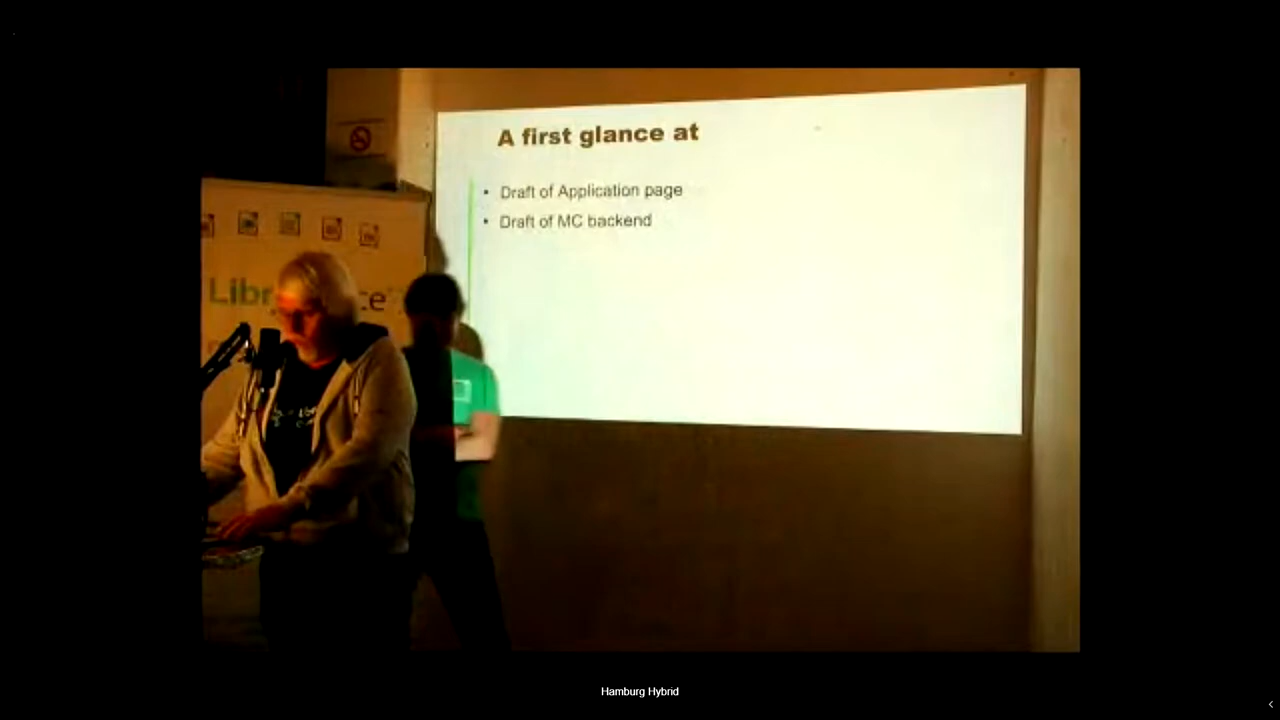 A first glance at
• Draft of Application page
• Draft of MC backend
Hamburg Hybrid